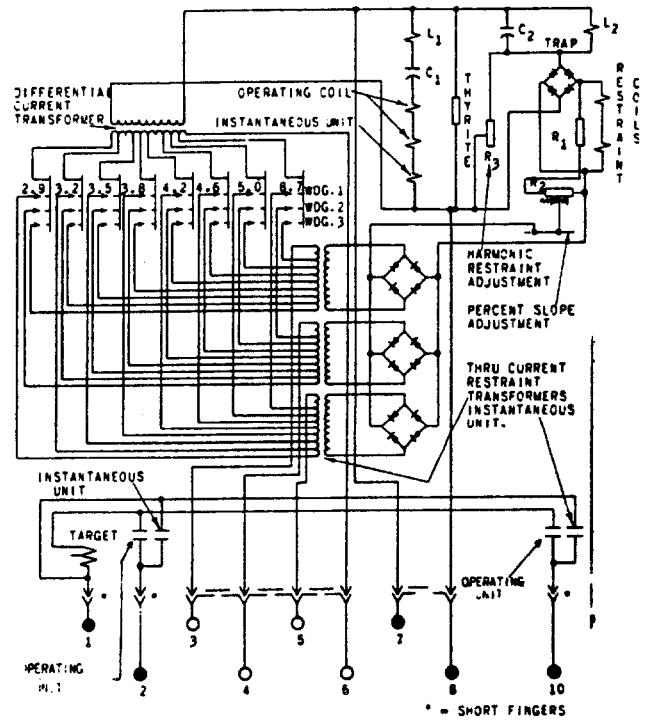 L1
C2
L2
TRAP
C1
DIFFERENTIAL
CURRENT
TRANSFORMER
OPERATING COIL
INSTANTANEOUS UNIT
THYRITE
RESTRAINT
COILS
R1
R3
R2
2.9 3.2 3.5 3.8 4.2 4.6 5.0 8.7
WDG.1
WDG.2
WDG.3
HARMONIC
RESTRAINT
ADJUSTMENT
PERCENT SLOPE
ADJUSTMENT
THRU CURRENT
RESTRAINT
TRANSFORMERS
INSTANTANEOUS
UNIT.
INSTANTANEOUS
UNIT
TARGET
OPERATING
UNIT
* * *
1 3 5 7
PERATING
2 4 6 8 10
* = SHORT FINGERS